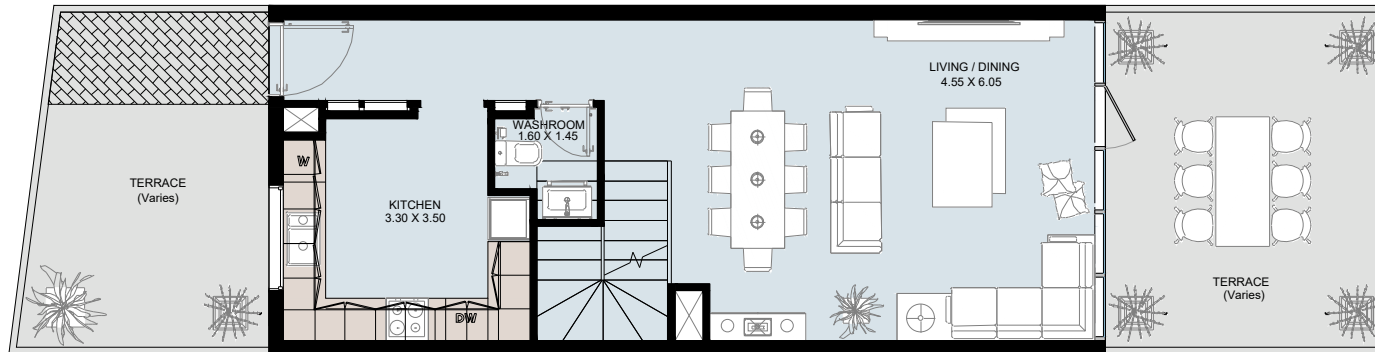 LIVING / DINING
4.55 X 6.05
WASHROOM
1.60 X 1.45
W
TERRACE
(Varies)
KITCHEN
3.30 X 3.50
TERRACE
(Varies)
DW